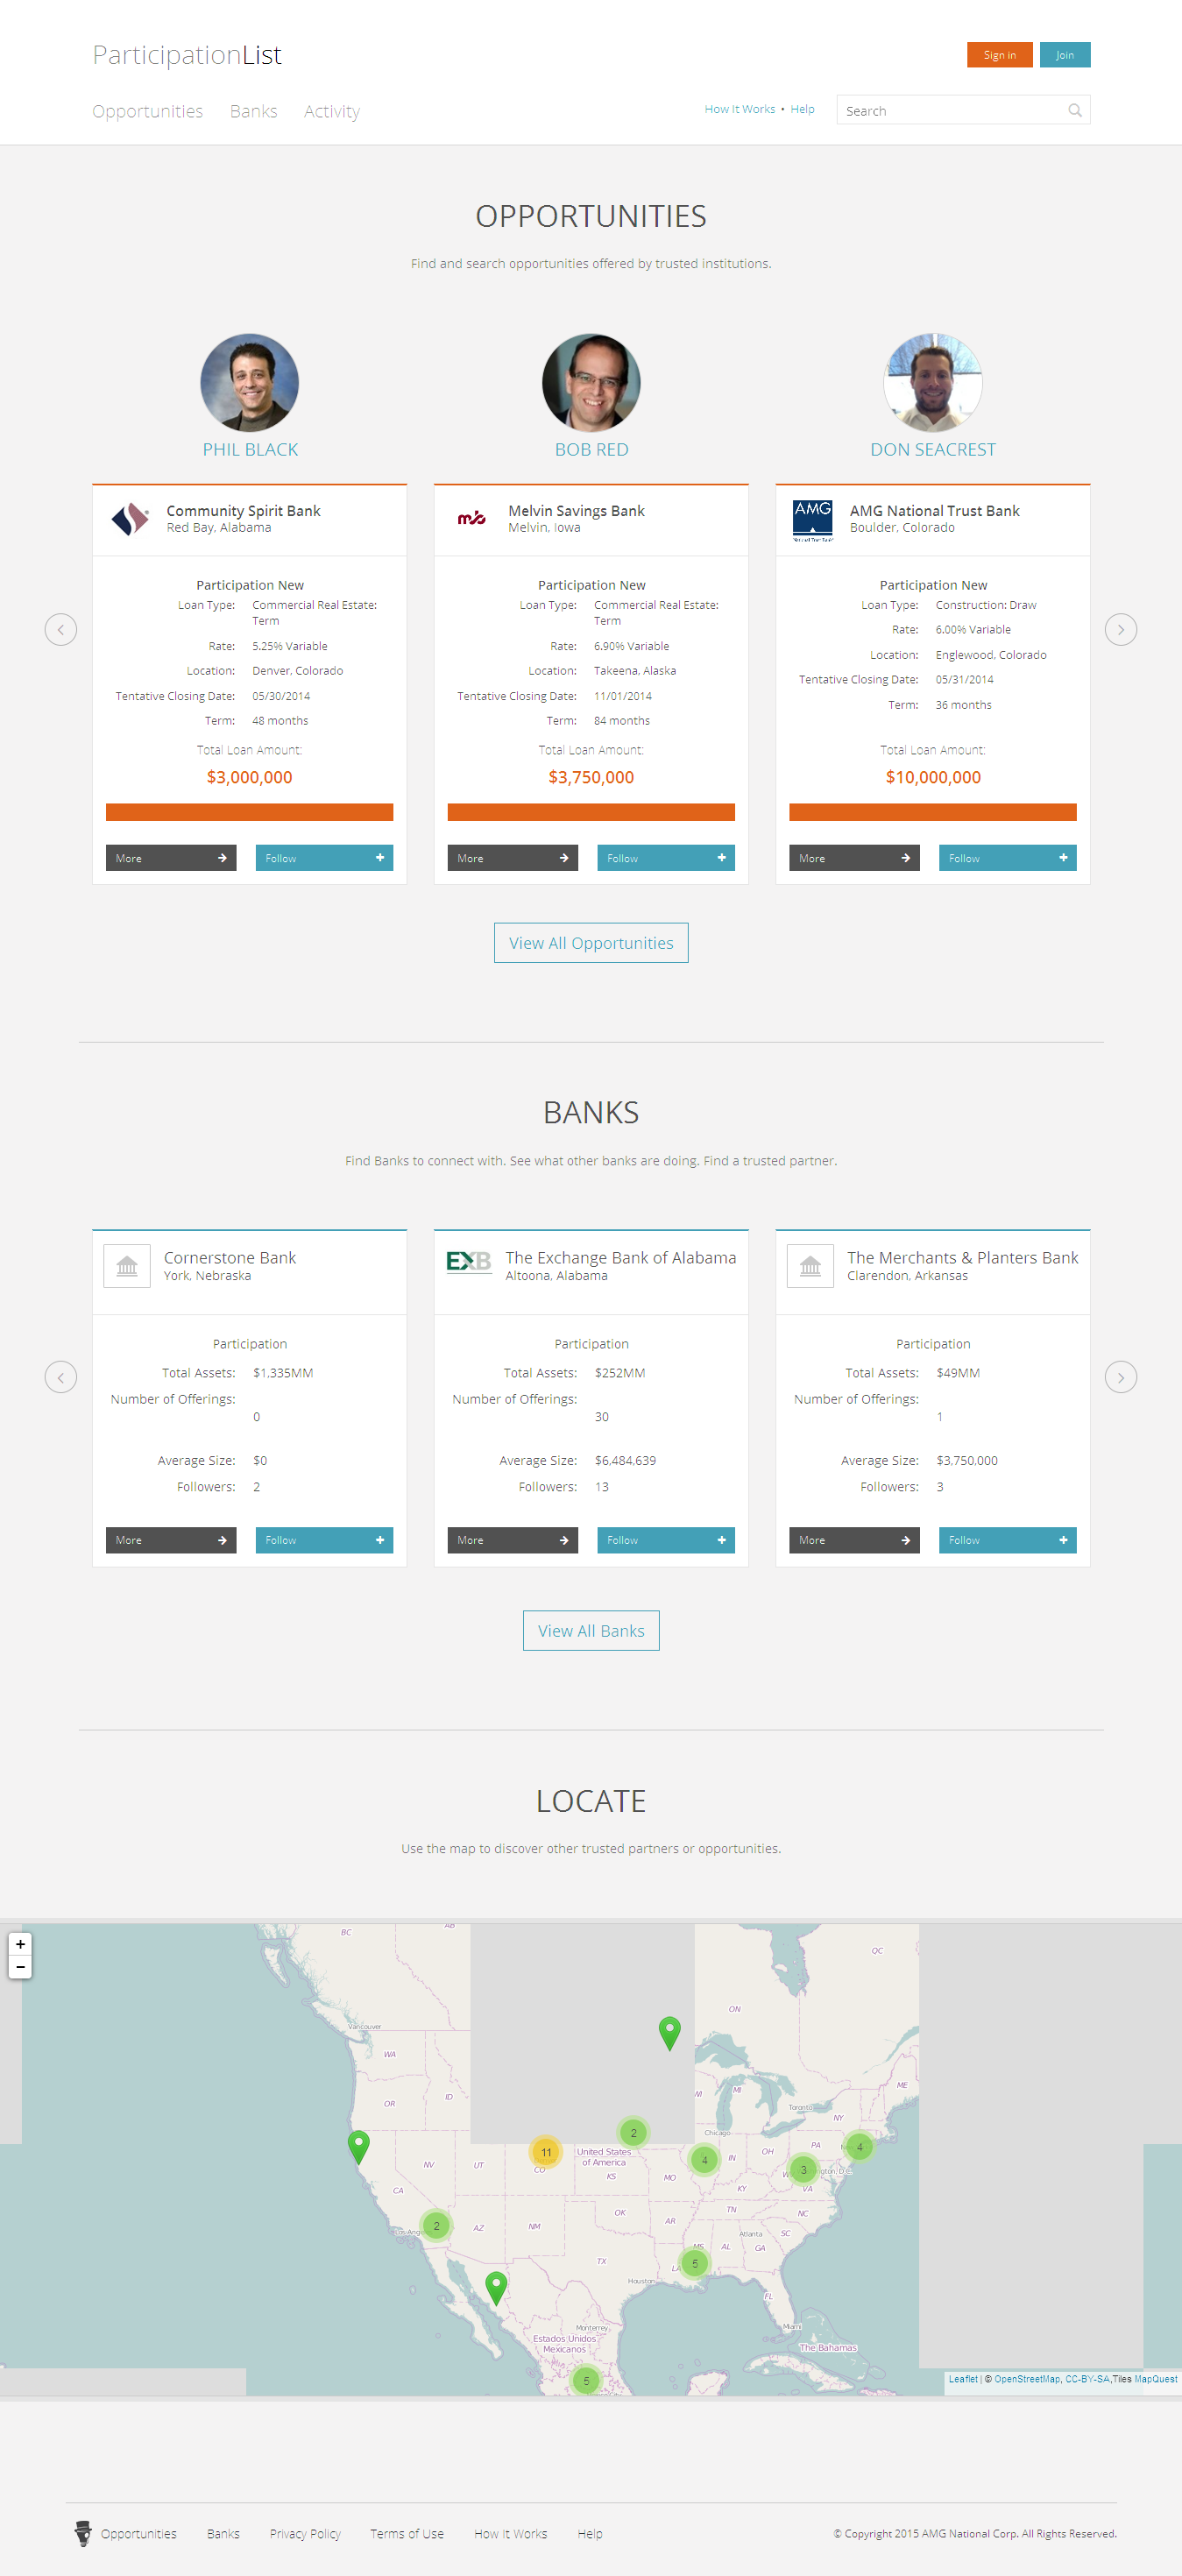 ParticipationList
Sign in
Join
Opportunities
Banks
Activity
How It Works • Help
Search
OPPORTUNITIES
Find and search opportunities offered by trusted institutions.
PHIL BLACK
Community Spirit Bank
Red Bay, Alabama
Participation New
Loan Type: Commercial Real Estate:
Term
Rate: 5.25% Variable
Location: Denver, Colorado
Tentative Closing Date: 05/30/2014
Term: 48 months
Total Loan Amount:
$3,000,000
More
Follow
BOB RED
Melvin Savings Bank
Melvin, Iowa
Participation New
Loan Type: Commercial Real Estate:
Term
Rate: 6.90% Variable
Location: Takeena, Alaska
Tentative Closing Date: 11/01/2014
Term: 84 months
Total Loan Amount:
$3,750,000
More
Follow
DON SEACREST
AMG
AMG National Trust Bank
Boulder, Colorado
Participation New
Loan Type: Construction: Draw
Rate: 6.00% Variable
Location: Englewood, Colorado
Tentative Closing Date: 05/31/2014
Term: 36 months
Total Loan Amount:
$10,000,000
More
Follow
View All Opportunities
BANKS
Find Banks to connect with. See what other banks are doing. Find a trusted partner.
Cornerstone Bank
York, Nebraska
Participation
Total Assets: $1,335MM
Number of Offerings:
0
Average Size: $0
Followers: 2
More
Follow
EXB
The Exchange Bank of Alabama
Altoona, Alabama
Participation
Total Assets: $252MM
Number of Offerings:
30
Average Size: $6,484,639
Followers: 13
More
Follow
The Merchants & Planters Bank
Clarendon, Arkansas
Participation
Total Assets: $49MM
Number of Offerings:
1
Average Size: $3,750,000
Followers: 3
More
Follow
View All Banks
LOCATE
Use the map to discover other trusted partners or opportunities.
+
−
BC
AB
QC
ON
Vancouver
WA
OR
ID
WI
MI
ME
Toronto
NY
Chicago
2
11
4
3
4
United States
of America
CO
NV
UT
KS
MO
IN
OH
PA
KY
VA
CA
2
AZ
NM
OK
AR
TN
NC
Atlanta
SC
MS
AL
GA
TX
LA
5
Houston
FL
Miami
Monterrey
Estados Unidos
Mexicanos
The Bahamas
5
Leaflet | © OpenStreetMap, CC-BY-SA,Tiles MapQuest
Opportunities
Banks
Privacy Policy
Terms of Use
How It Works
Help
© Copyright 2015 AMG National Corp. All Rights Reserved.